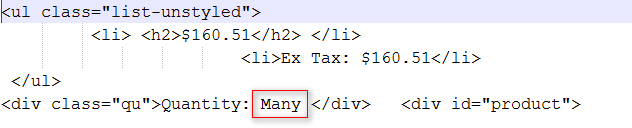 <ul class="list-unstyled">
<li> <h2>$160.51</h2> </li>
<li>Ex Tax: $160.51</li>
</ul>
<div class="qu">Quantity: Many </div> <div id="product">